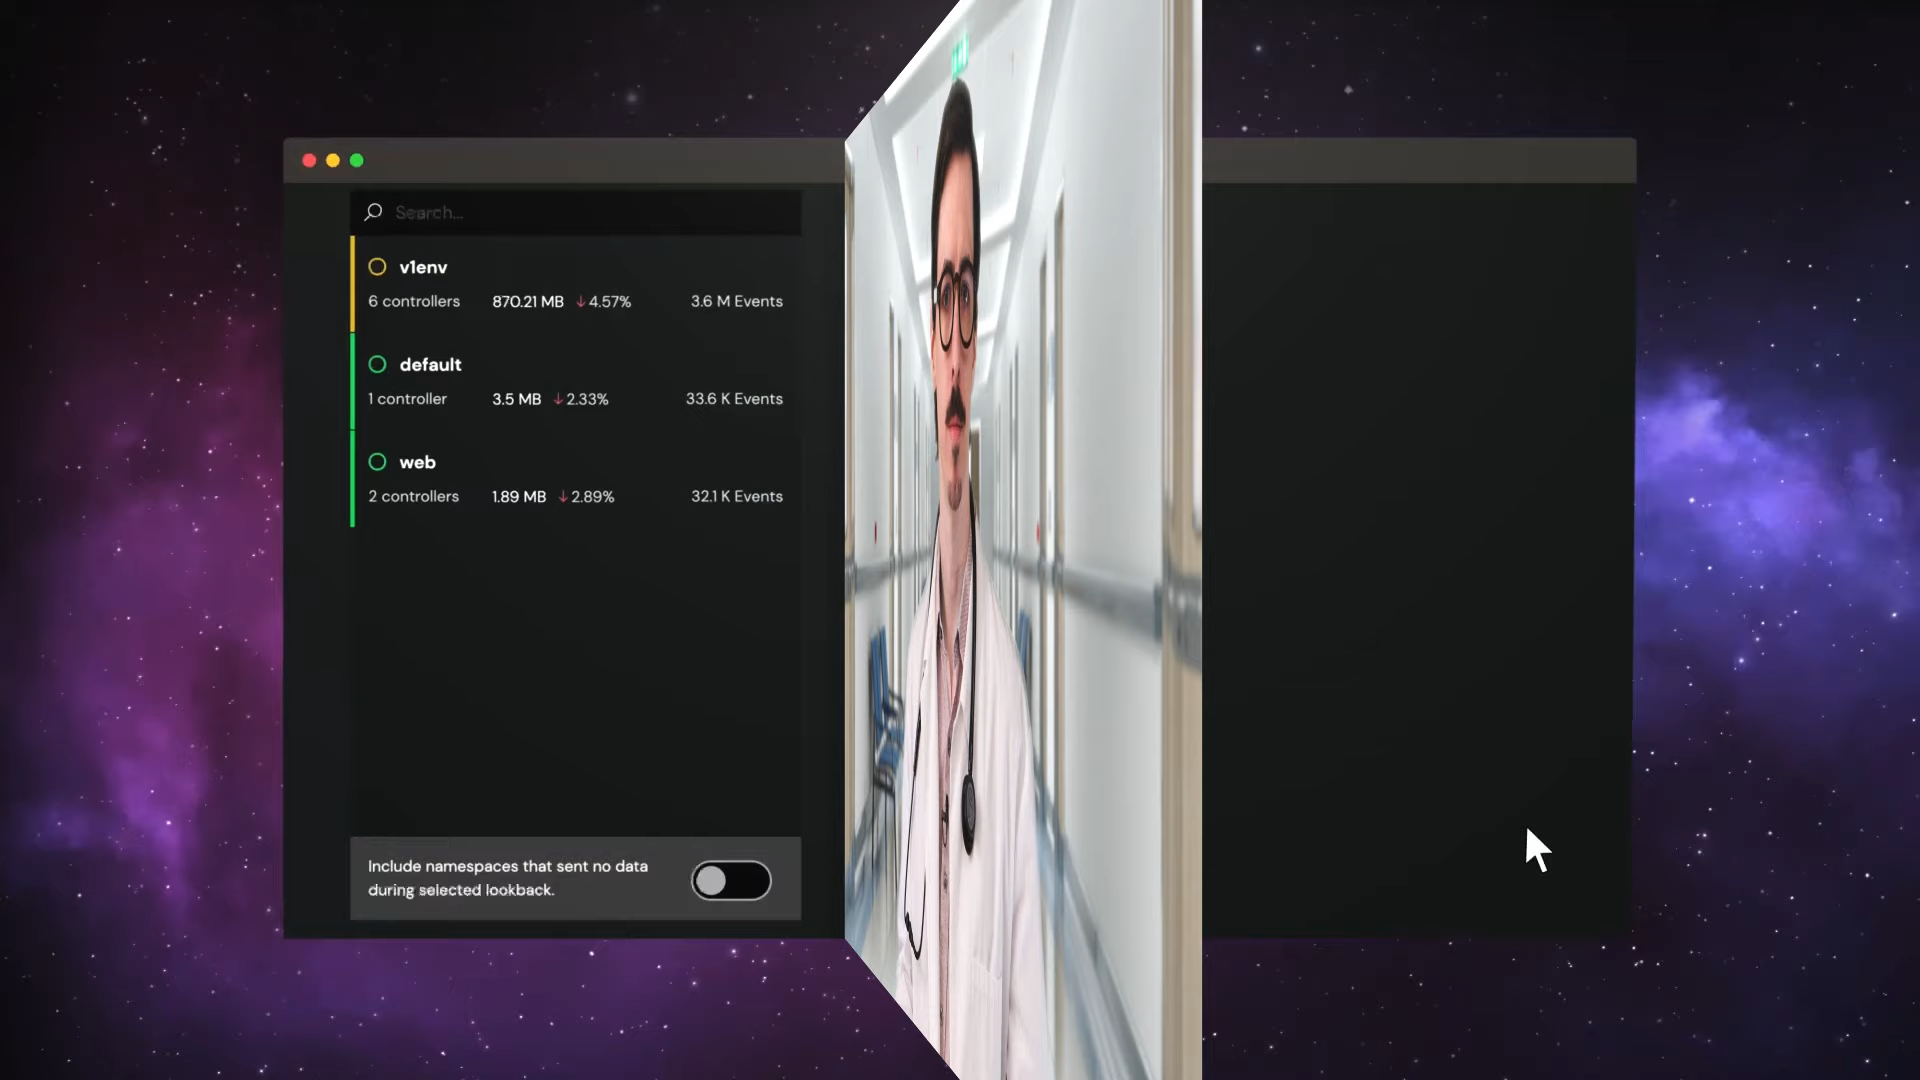 Search...
v1env
6 controllers 870.21 MB ↓4.57% 3.6 M Events
default
1 controller 3.5 MB ↓2.33% 33.6 K Events
web
2 controllers 1.89 MB ↓2.89% 32.1 K Events
Include namespaces that sent no data
during selected lookback.